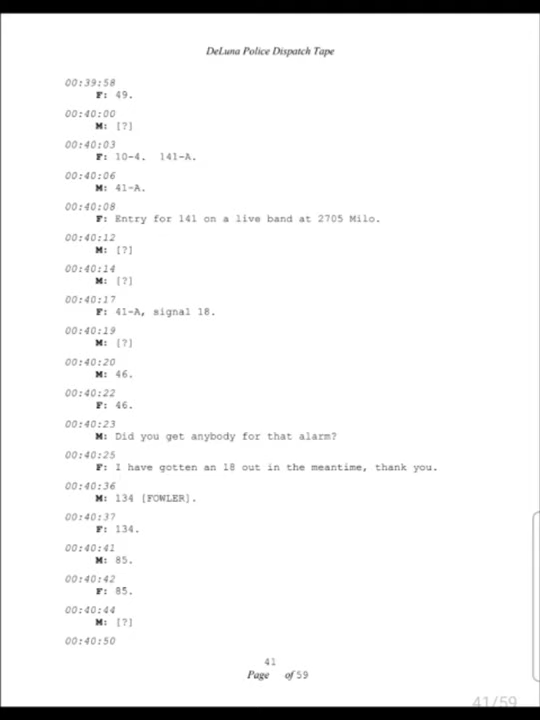 DeLuna Police Dispatch Tape
00:39:58
F: 49.
00:40:00
M: [?]
00:40:03
F: 10-4. 141-A.
00:40:06
M: 41-A.
00:40:08
F: Entry for 141 on a live band at 2705 Milo.
00:40:12
M: [?]
00:40:14
M: [?]
00:40:17
F: 41-A, signal 18.
00:40:19
M: [?]
00:40:20
M: 46.
00:40:22
F: 46.
00:40:23
M: Did you get anybody for that alarm?
00:40:25
F: I have gotten an 18 out in the meantime, thank you.
00:40:36
M: 134 [FOWLER].
00:40:37
F: 134.
00:40:41
M: 85.
00:40:42
F: 85.
00:40:44
M: [?]
00:40:50
41
Page of 59
41/59